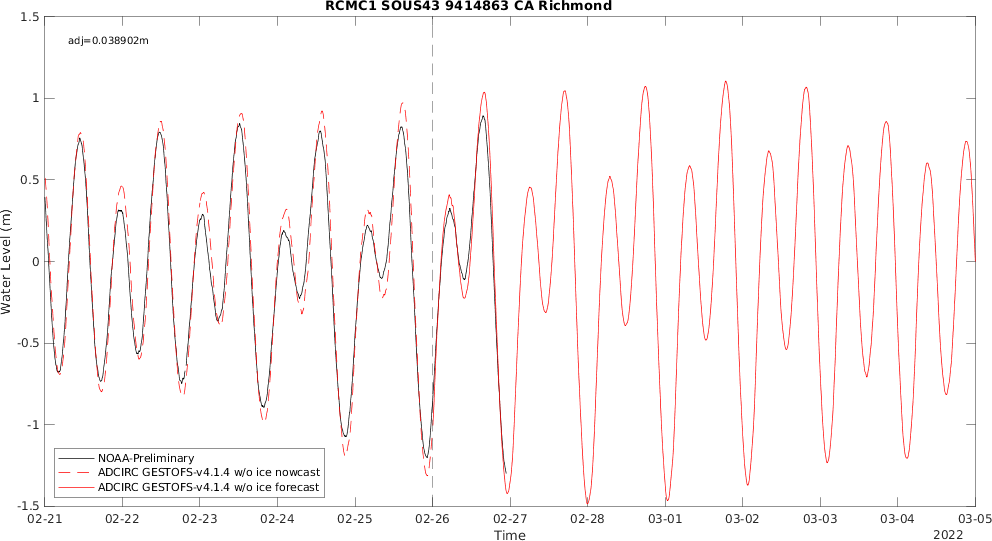 RCMC1 SOUS43 9414863 CA Richmond
adj=0.038902m
1.5
1
0.5
0
-0.5
-1
-1.5
Water Level (m)
NOAA-Preliminary
ADCIRC GESTOFS-v4.1.4 w/o ice nowcast
ADCIRC GESTOFS-v4.1.4 w/o ice forecast
02-21 02-22 02-23 02-24 02-25 02-26 02-27 02-28 03-01 03-02 03-03 03-04 03-05
Time
2022